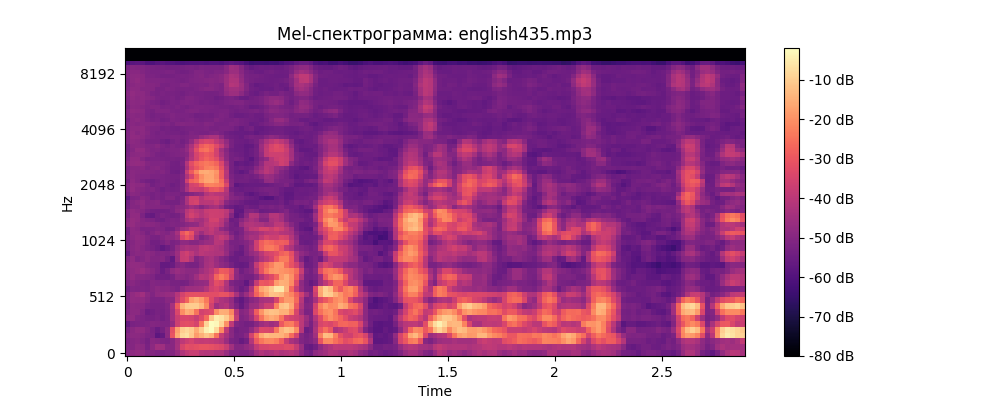 Mel-спектрограмма: english435.mp3
8192
4096
2048
1024
512
0
Hz
0 0.5 1 1.5 2 2.5
Time
-10 dB
-20 dB
-30 dB
-40 dB
-50 dB
-60 dB
-70 dB
-80 dB